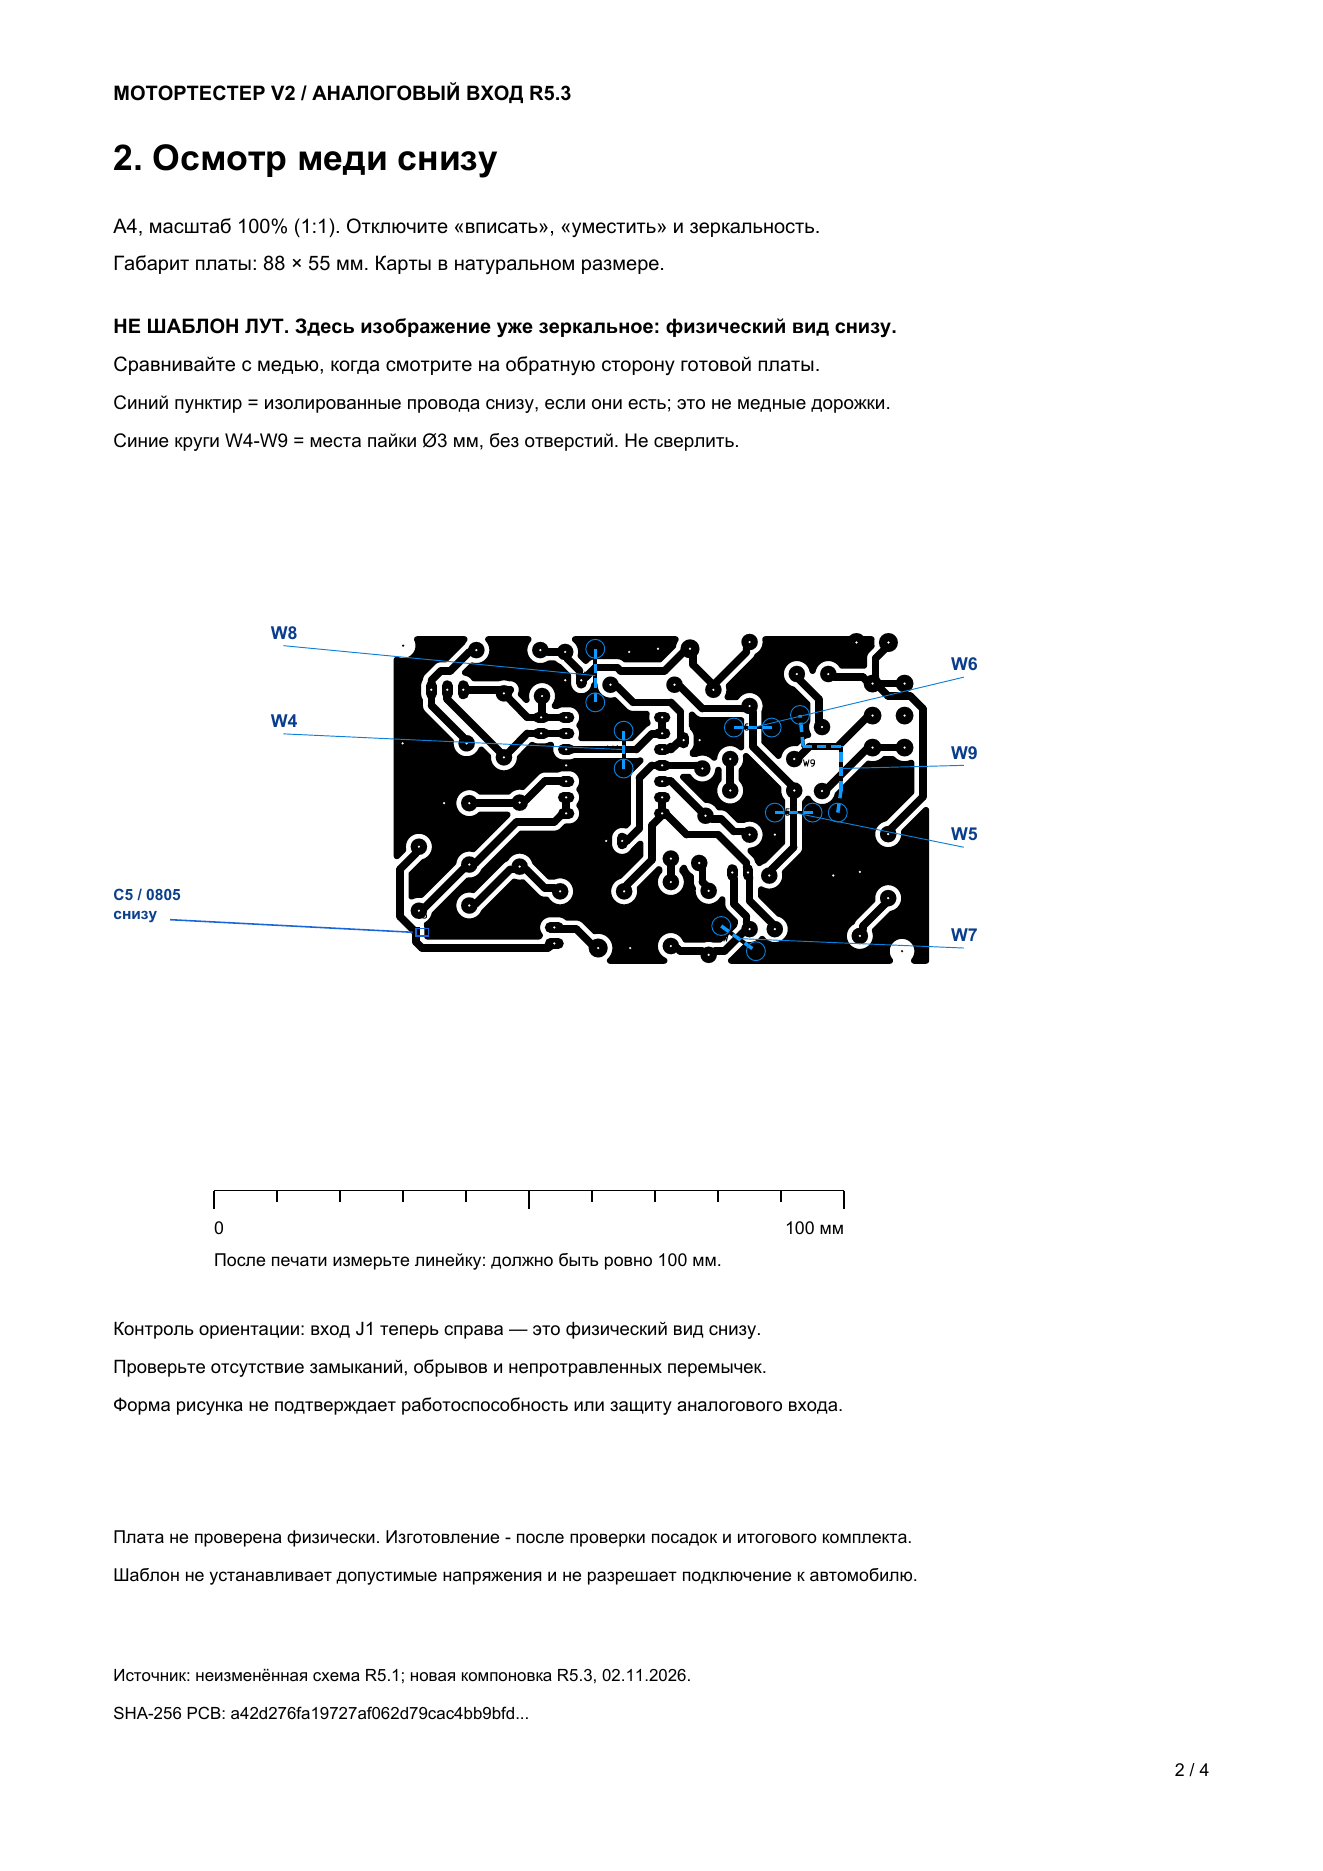 МОТОРТЕСТЕР V2 / АНАЛОГОВЫЙ ВХОД R5.3
2. Осмотр меди снизу
А4, масштаб 100% (1:1). Отключите «вписать», «уместить» и зеркальность.
Габарит платы: 88 × 55 мм. Карты в натуральном размере.
НЕ ШАБЛОН ЛУТ. Здесь изображение уже зеркальное: физический вид снизу.
Сравнивайте с медью, когда смотрите на обратную сторону готовой платы.
Синий пунктир = изолированные провода снизу, если они есть; это не медные дорожки.
Синие круги W4-W9 = места пайки Ø3 мм, без отверстий. Не сверлить.
W8
W6
W4
W9
W9
W5
C5 / 0805
снизу
W7
0
100 мм
После печати измерьте линейку: должно быть ровно 100 мм.
Контроль ориентации: вход J1 теперь справа — это физический вид снизу.
Проверьте отсутствие замыканий, обрывов и непротравленных перемычек.
Форма рисунка не подтверждает работоспособность или защиту аналогового входа.
Плата не проверена физически. Изготовление - после проверки посадок и итогового комплекта.
Шаблон не устанавливает допустимые напряжения и не разрешает подключение к автомобилю.
Источник: неизменённая схема R5.1; новая компоновка R5.3, 02.11.2026.
SHA-256 PCB: a42d276fa19727af062d79cac4bb9bfd...
2 / 4